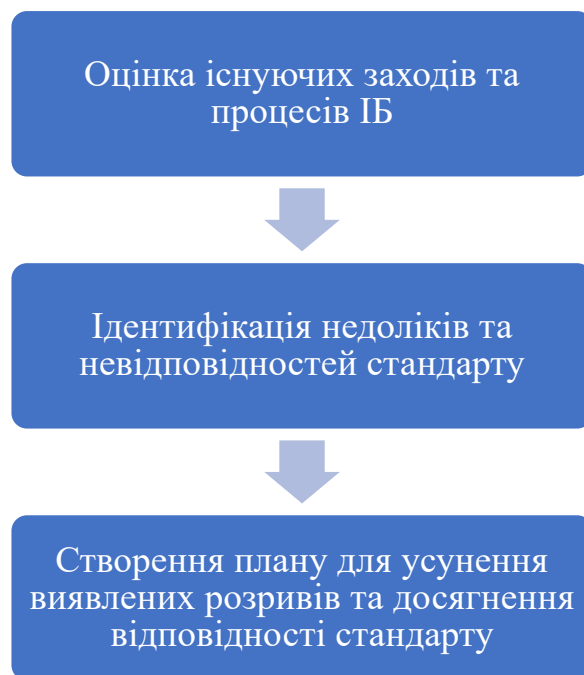 Оцінка існуючих заходів та
процесів ІБ
Ідентифікація недоліків та
невідповідностей стандарту
Створення плану для усунення
виявлених розривів та досягнення
відповідності стандарту